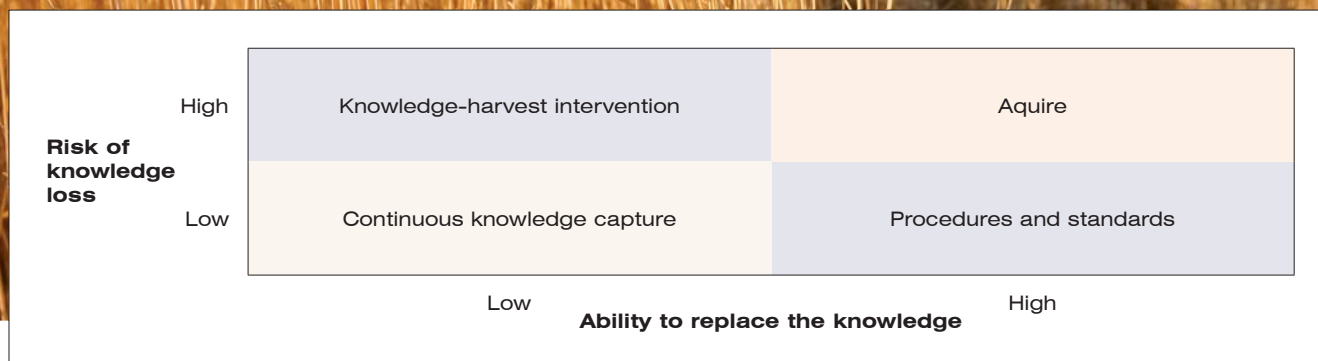 High
Knowledge-harvest intervention
Aquire
Risk of
knowledge
loss
Low
Continuous knowledge capture
Procedures and standards
Low
High
Ability to replace the knowledge